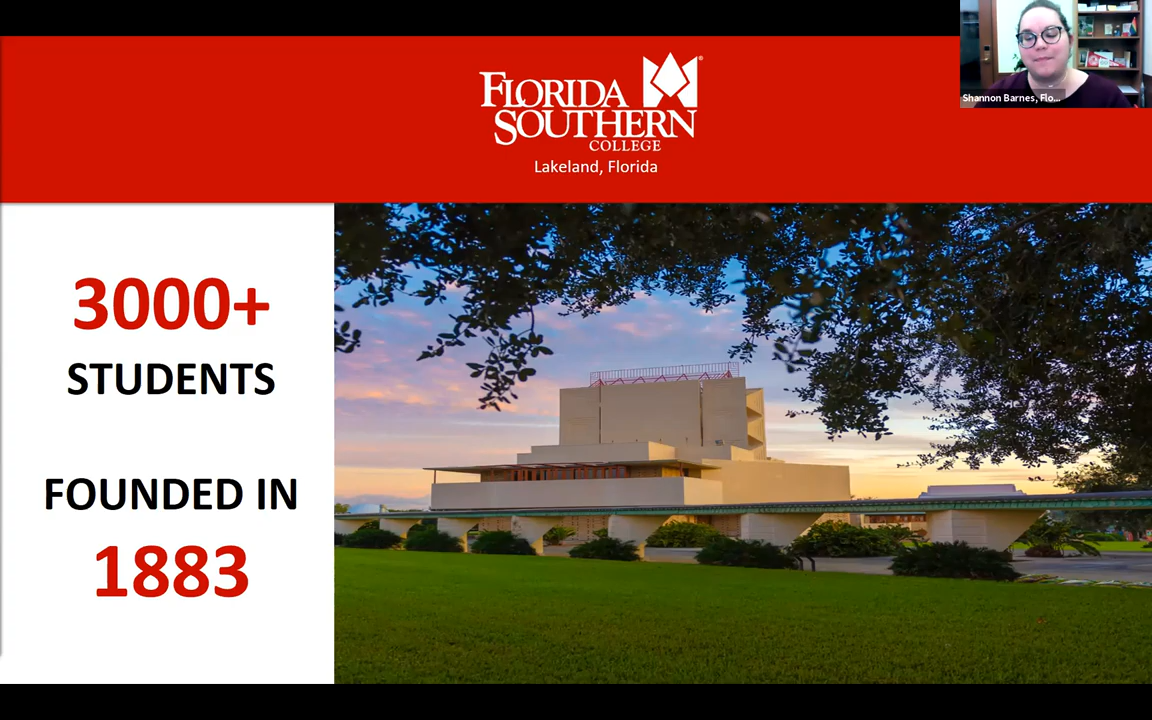 FLORIDA
SOUTHERN
COLLEGE
Lakeland, Florida
Shannon Barnes, Flo...
3000+
STUDENTS
FOUNDED IN
1883